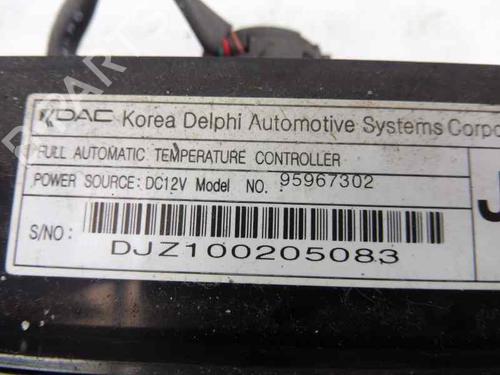 KDAC Korea Delphi Automotive Systems Corpo
FULL AUTOMATIC TEMPERATURE CONTROLLER
POWER SOURCE: DC12V Model NO. 95967302
J
S/NO :
DJZ100205083